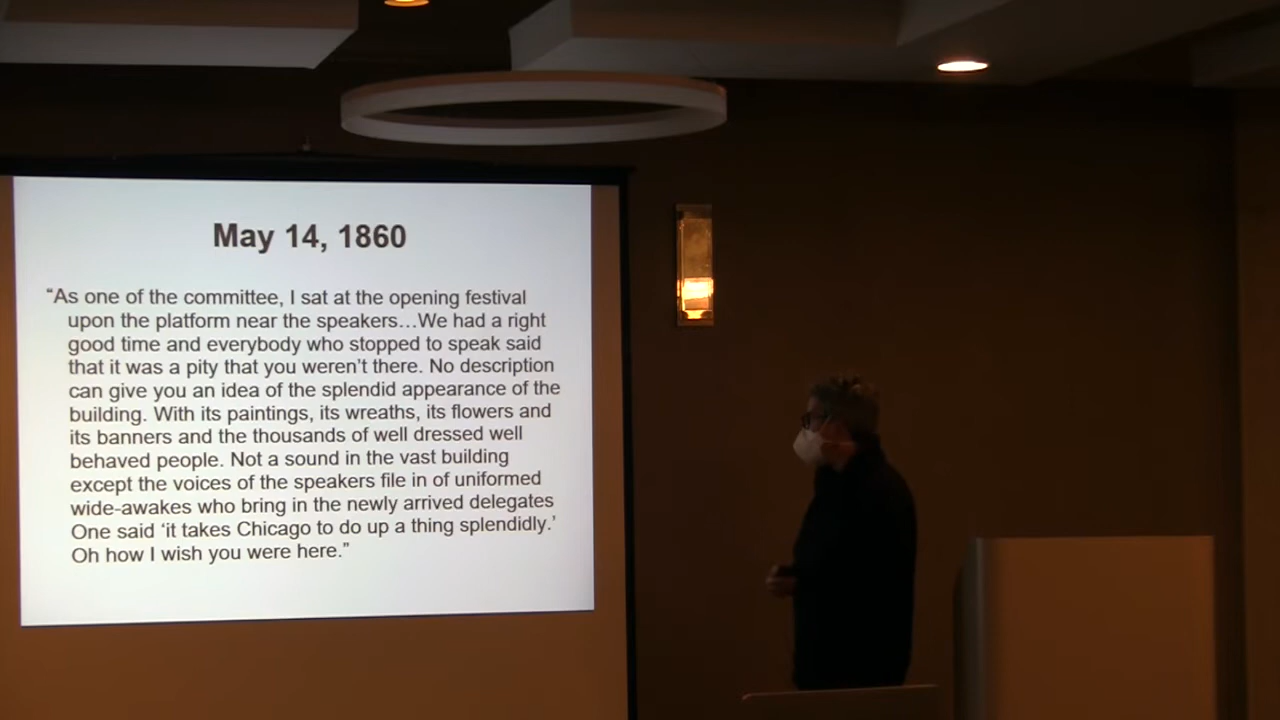 May 14, 1860
“As one of the committee, I sat at the opening festival
upon the platform near the speakers…We had a right
good time and everybody who stopped to speak said
that it was a pity that you weren’t there. No description
can give you an idea of the splendid appearance of the
building. With its paintings, its wreaths, its flowers and
its banners and the thousands of well dressed well
behaved people. Not a sound in the vast building
except the voices of the speakers file in of uniformed
wide-awakes who bring in the newly arrived delegates
One said ‘it takes Chicago to do up a thing splendidly.’
Oh how I wish you were here.”